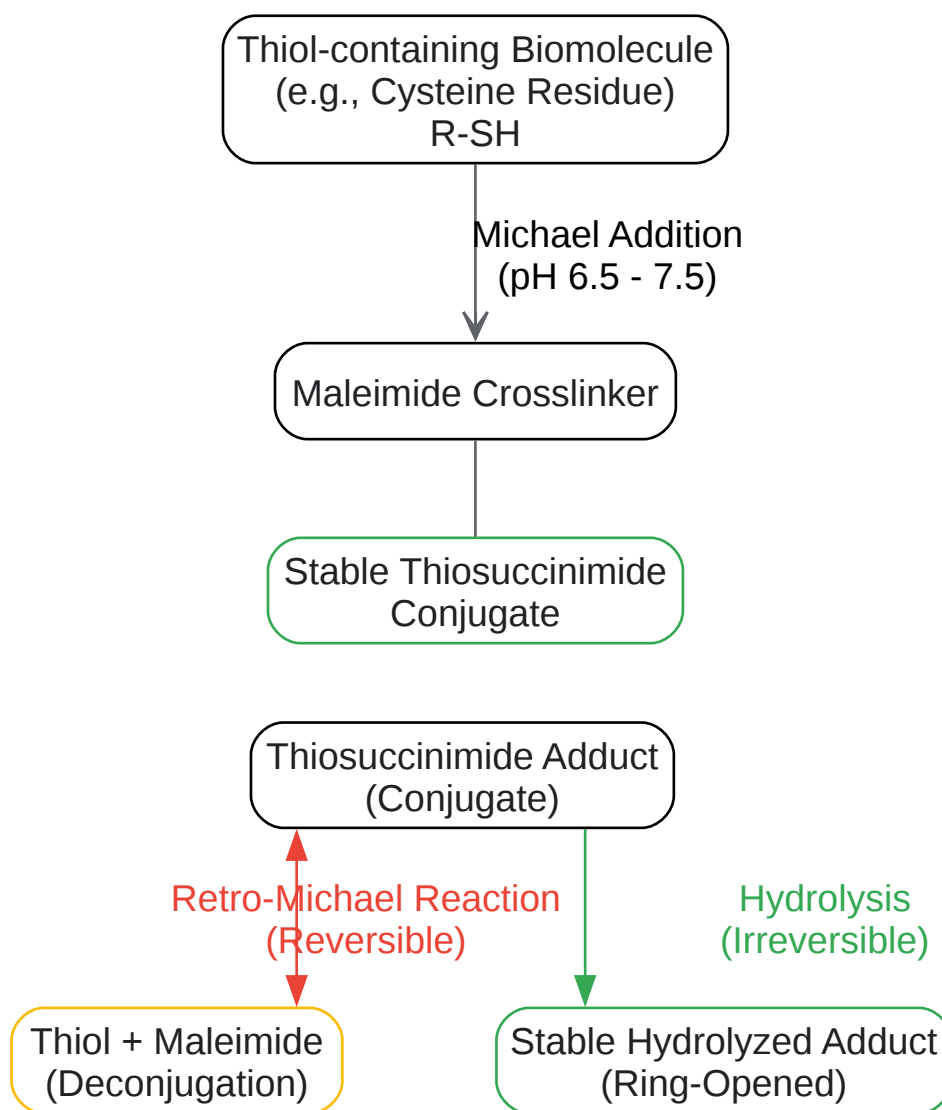 Thiol-containing Biomolecule
(e.g., Cysteine Residue)
R-SH
Michael Addition
(pH 6.5 - 7.5)
Maleimide Crosslinker
Stable Thiosuccinimide
Conjugate
Thiosuccinimide Adduct
(Conjugate)
Retro-Michael Reaction
(Reversible)
Hydrolysis
(Irreversible)
Thiol + Maleimide
(Deconjugation)
Stable Hydrolyzed Adduct
(Ring-Opened)